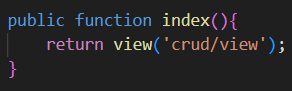 public function index(){
    return view('crud/view');
}